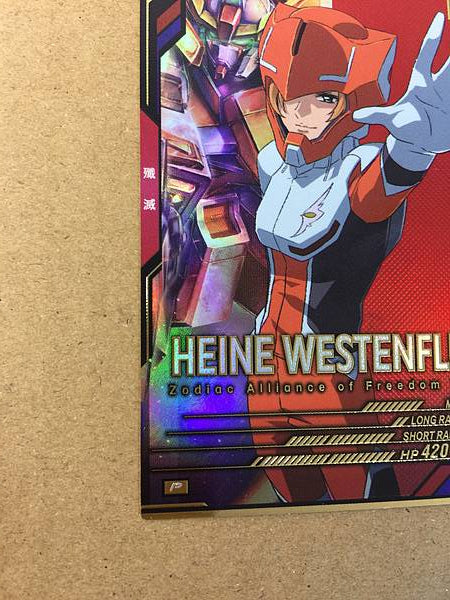 殲滅
HEINE WESTENFL
Zodiac Alliance of Freedom
LONG RA
SHORT RA
HP 420
P